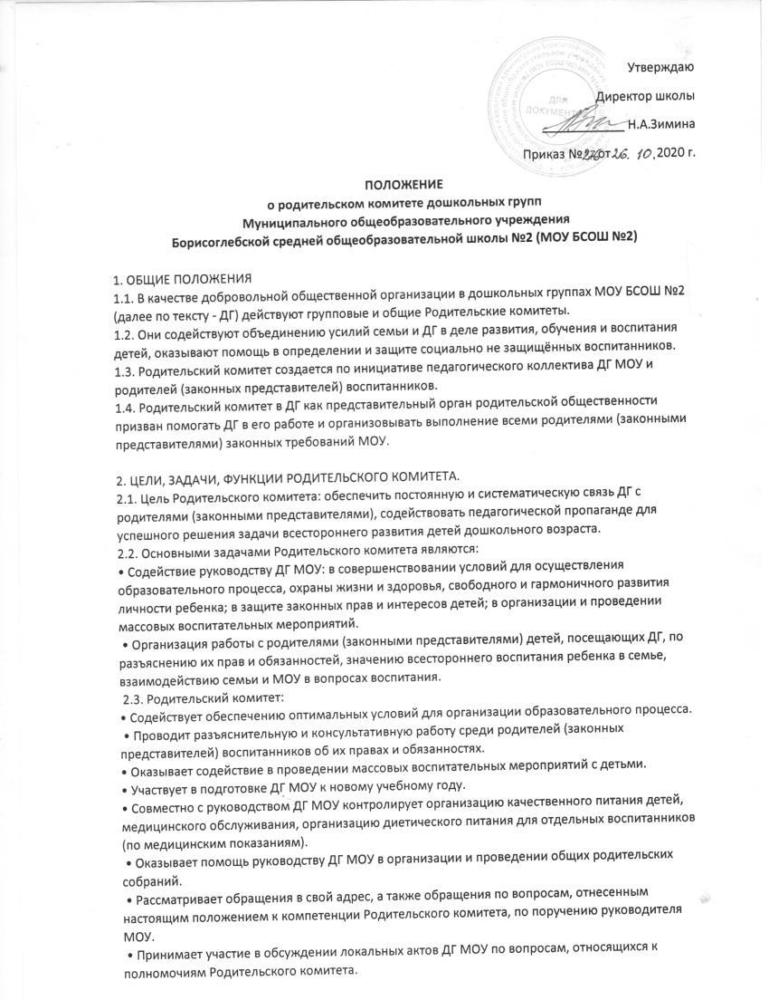 Утверждаю
Директор школы
ДЛЯ
ДОКУМЕНТОВ
Н.А.Зимина
Приказ № от 26. 10.2020 г.
ПОЛОЖЕНИЕ
о родительском комитете дошкольных групп
Муниципального общеобразовательного учреждения
Борисоглебской средней общеобразовательной школы №2 (МОУ БСОШ №2)
1. ОБЩИЕ ПОЛОЖЕНИЯ
1.1. В качестве добровольной общественной организации в дошкольных группах МОУ БСОШ №2
(далее по тексту - ДГ) действуют групповые и общие Родительские комитеты.
1.2. Они содействуют объединению усилий семьи и ДГ в деле развития, обучения и воспитания
детей, оказывают помощь в определении и защите социально не защищённых воспитанников.
1.3. Родительский комитет создается по инициативе педагогического коллектива ДГ МОУ и
родителей (законных представителей) воспитанников.
1.4. Родительский комитет в ДГ как представительный орган родительской общественности
призван помогать ДГ в его работе и организовывать выполнение всеми родителями (законными
представителями) законных требований МОУ.
2. ЦЕЛИ, ЗАДАЧИ, ФУНКЦИИ РОДИТЕЛЬСКОГО КОМИТЕТА.
2.1. Цель Родительского комитета: обеспечить постоянную и систематическую связь ДГ с
родителями (законными представителями), содействовать педагогической пропаганде для
успешного решения задачи всестороннего развития детей дошкольного возраста.
2.2. Основными задачами Родительского комитета являются:
• Содействие руководству ДГ МОУ: в совершенствовании условий для осуществления
образовательного процесса, охраны жизни и здоровья, свободного и гармоничного развития
личности ребенка; в защите законных прав и интересов детей; в организации и проведении
массовых воспитательных мероприятий.
• Организация работы с родителями (законными представителями) детей, посещающих ДГ, по
разъяснению их прав и обязанностей, значению всестороннего воспитания ребенка в семье,
взаимодействию семьи и МОУ в вопросах воспитания.
2.3. Родительский комитет:
• Содействует обеспечению оптимальных условий для организации образовательного процесса.
• Проводит разъяснительную и консультативную работу среди родителей (законных
представителей) воспитанников об их правах и обязанностях.
• Оказывает содействие в проведении массовых воспитательных мероприятий с детьми.
• Участвует в подготовке ДГ МОУ к новому учебному году.
• Совместно с руководством ДГ МОУ контролирует организацию качественного питания детей,
медицинского обслуживания, организацию диетического питания для отдельных воспитанников
(по медицинским показаниям).
• Оказывает помощь руководству ДГ МОУ в организации и проведении общих родительских
собраний.
• Рассматривает обращения в свой адрес, а также обращения по вопросам, отнесенным
настоящим положением к компетенции Родительского комитета, по поручению руководителя
МОУ.
• Принимает участие в обсуждении локальных актов ДГ МОУ по вопросам, относящихся к
полномочиям Родительского комитета.